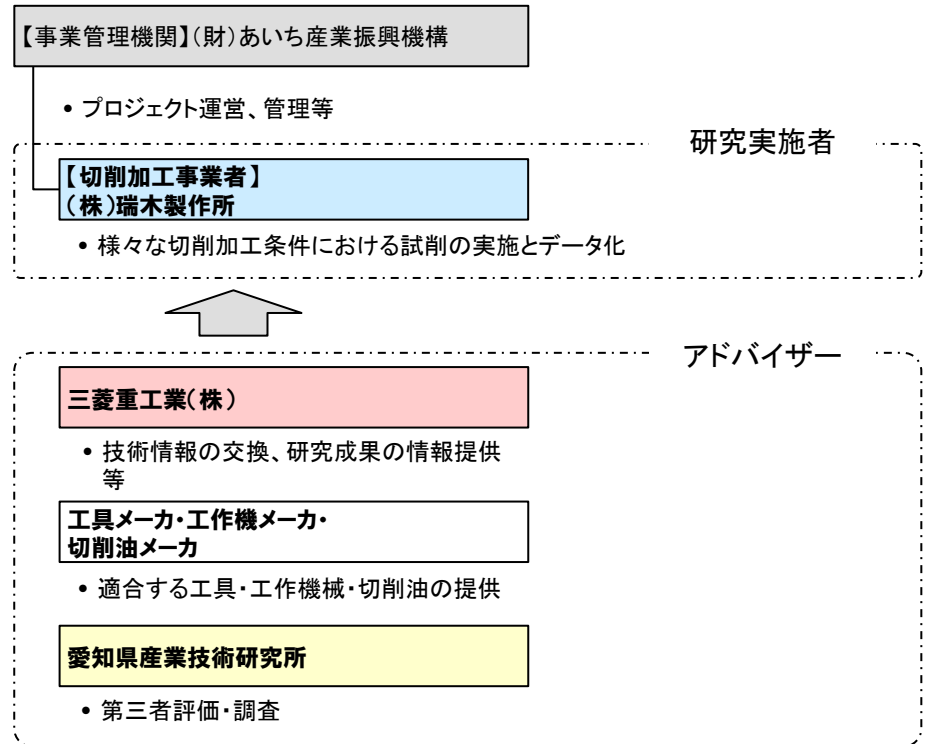 【事業管理機関】(財)あいち産業振興機構
• プロジェクト運営、管理等
研究実施者
【切削加工事業者】
(株)瑞木製作所
• 様々な切削加工条件における試削の実施とデータ化
アドバイザー
三菱重工業(株)
• 技術情報の交換、研究成果の情報提供
等
工具メーカ・工作機メーカ・
切削油メーカ
• 適合する工具・工作機械・切削油の提供
愛知県産業技術研究所
• 第三者評価・調査